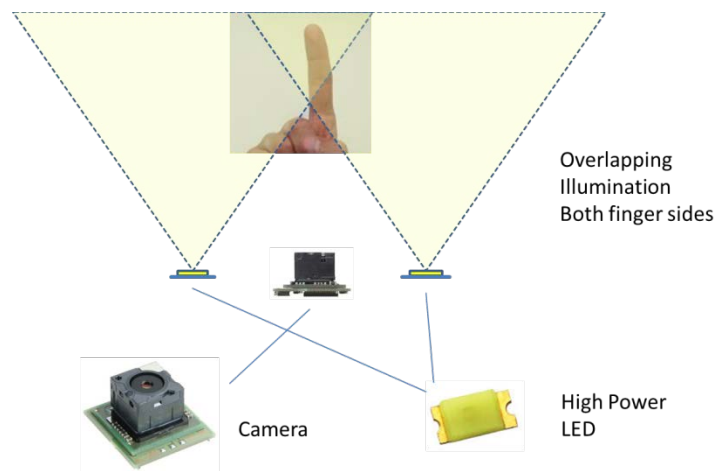 Overlapping
Illumination
Both finger sides
Camera
High Power
LED